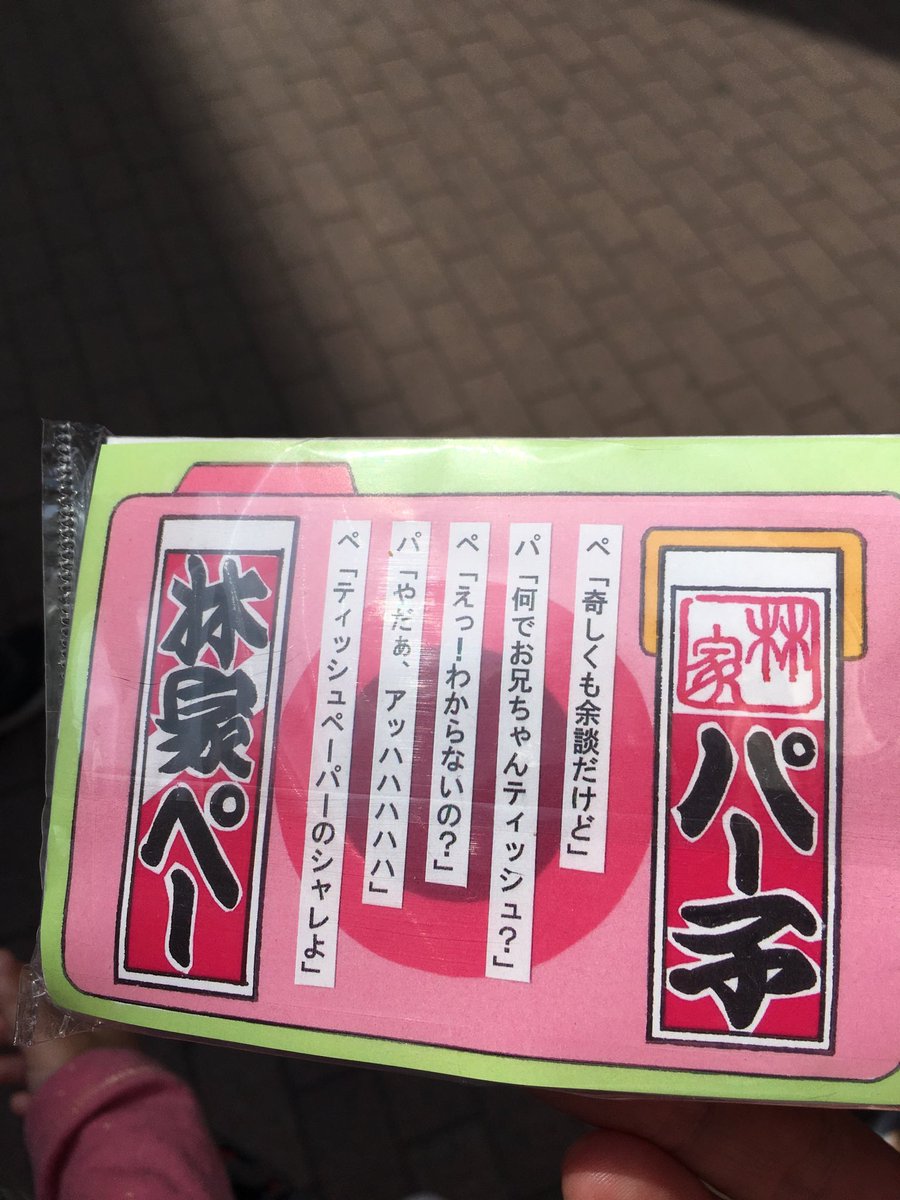 林家
パー子
ペ「奇しくも余談だけど」
パ「何でお兄ちゃんティッシュ?」
ペ「えっ!わからないの?」
パ「やだぁ、アッハハハハハ」
ペ「ティッシュペーパーのシャレよ」
林家ペー